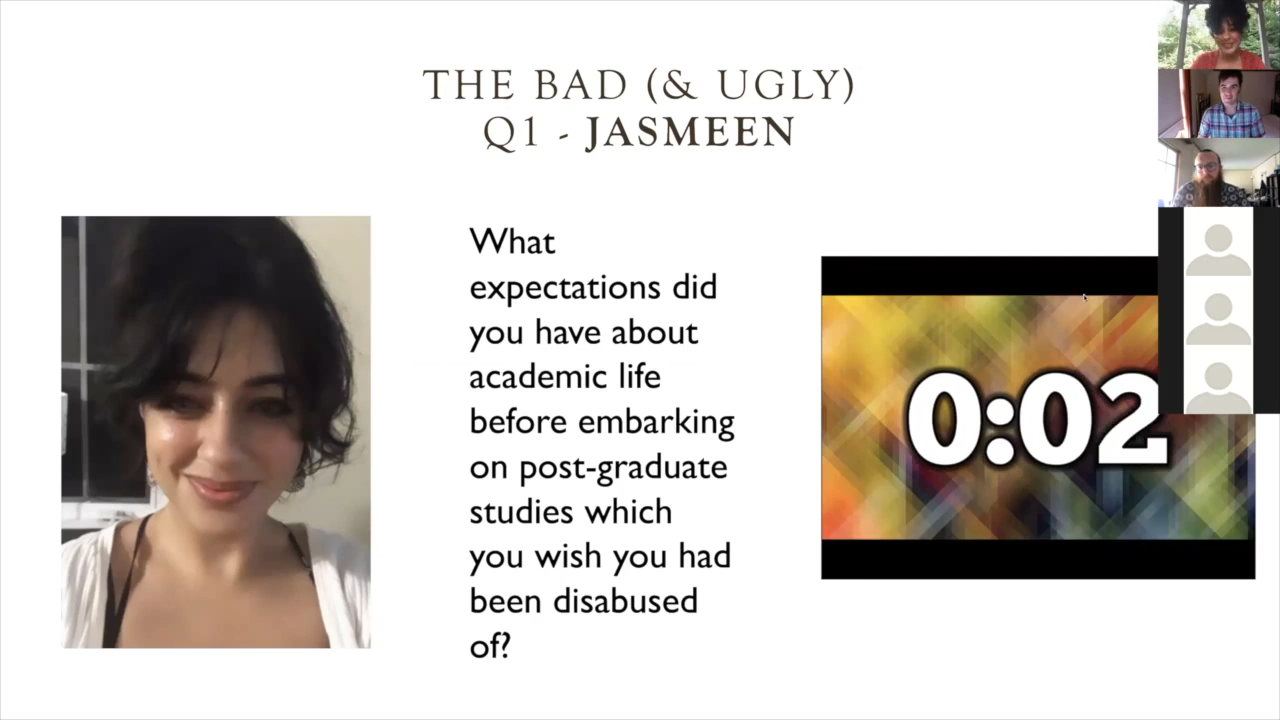 THE BAD (& UGLY)
Q1 - JASMEEN
What
expectations did
you have about
academic life
before embarking
on post-graduate
studies which
you wish you had
been disabused
of?
0:02